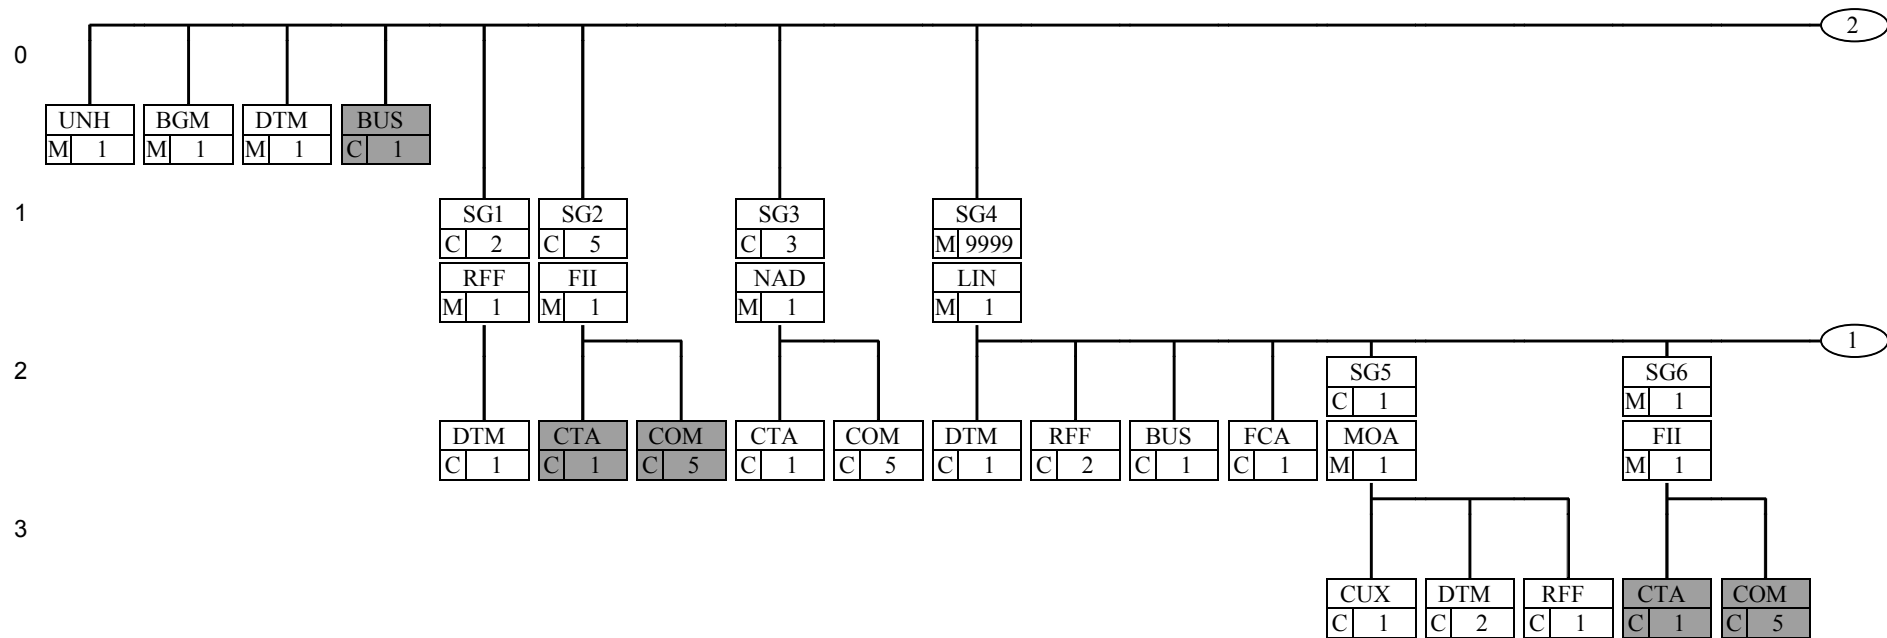 2
0
UNH BGM DTM BUS
M 1 M 1 M 1 C 1
1
SG1 SG2 SG3 SG4
C 2 C 5 C 3 M 9999
RFF FII NAD LIN
M 1 M 1 M 1 M 1
1
2
SG5 SG6
C 1 M 1
DTM CTA COM CTA COM DTM RFF BUS FCA MOA FII
C 1 C 1 C 5 C 1 C 5 C 1 C 2 C 1 C 1 M 1 M 1
3
CUX DTM RFF CTA COM
C 1 C 2 C 1 C 1 C 5